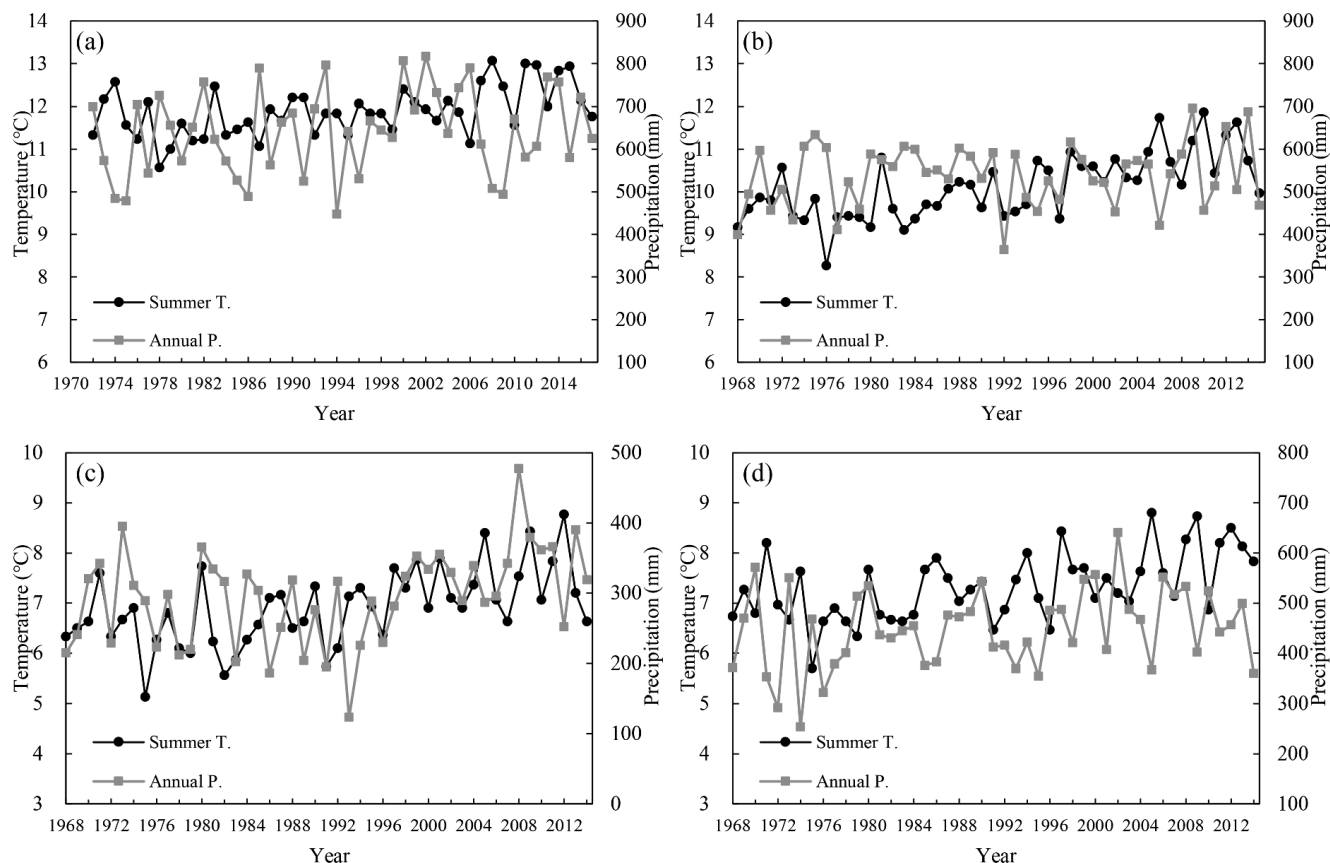 (a)
14
13
12
11
10
9
8
7
6
Temperature (°C)
900
800
700
600
500
400
300
200
100
Precipitation (mm)
Summer T.
Annual P.
1970 1974 1978 1982 1986 1990 1994 1998 2002 2006 2010 2014
Year
(b)
14
13
12
11
10
9
8
7
6
Temperature (°C)
900
800
700
600
500
400
300
200
100
Precipitation (mm)
Summer T.
Annual P.
1968 1972 1976 1980 1984 1988 1992 1996 2000 2004 2008 2012
Year
(c)
10
9
8
7
6
5
4
3
Temperature (°C)
500
400
300
200
100
0
Precipitation (mm)
Summer T.
Annual P.
1968 1972 1976 1980 1984 1988 1992 1996 2000 2004 2008 2012
Year
(d)
10
9
8
7
6
5
4
3
Temperature (°C)
800
700
600
500
400
300
200
100
Precipitation (mm)
Summer T.
Annual P.
1968 1972 1976 1980 1984 1988 1992 1996 2000 2004 2008 2012
Year